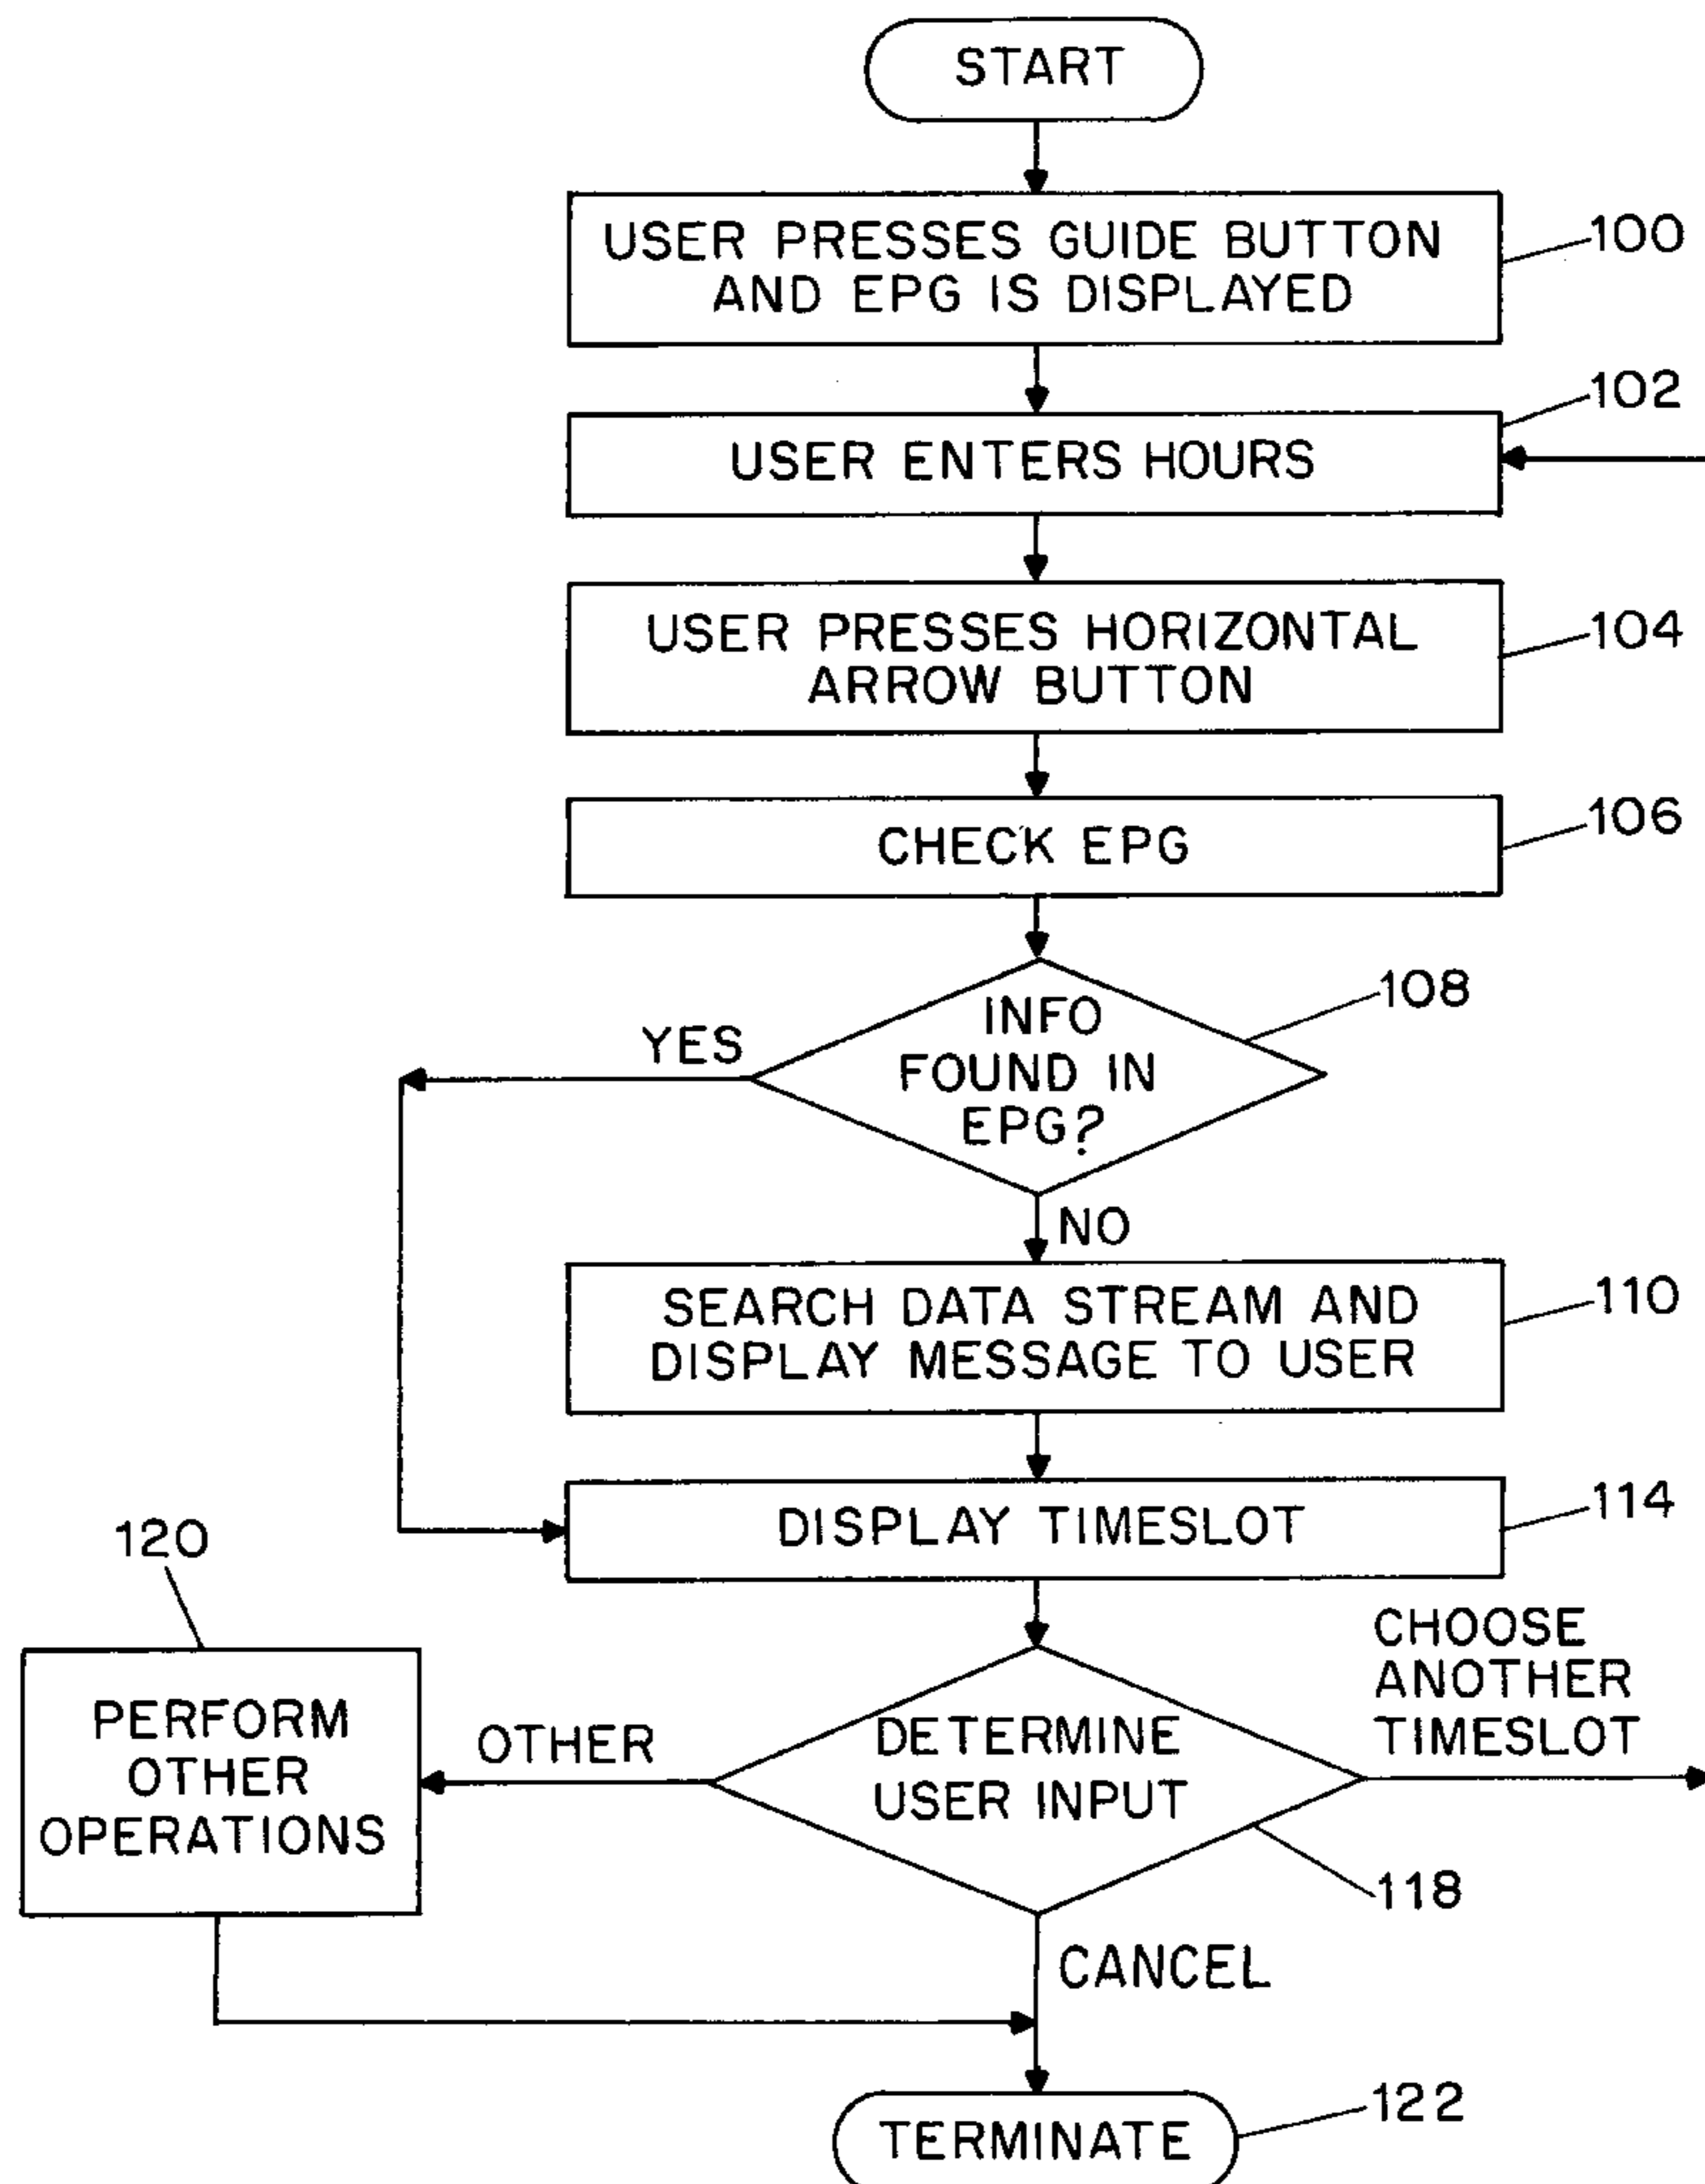 START
USER PRESSES GUIDE BUTTON
AND EPG IS DISPLAYED
100
102
USER ENTERS HOURS
USER PRESSES HORIZONTAL
ARROW BUTTON
104
CHECK EPG
106
108
INFO
FOUND IN
EPG?
YES
NO
SEARCH DATA STREAM AND
DISPLAY MESSAGE TO USER
110
DISPLAY TIMESLOT
114
120
PERFORM
OTHER
OPERATIONS
OTHER
DETERMINE
USER INPUT
CHOOSE
ANOTHER
TIMESLOT
118
CANCEL
TERMINATE
122